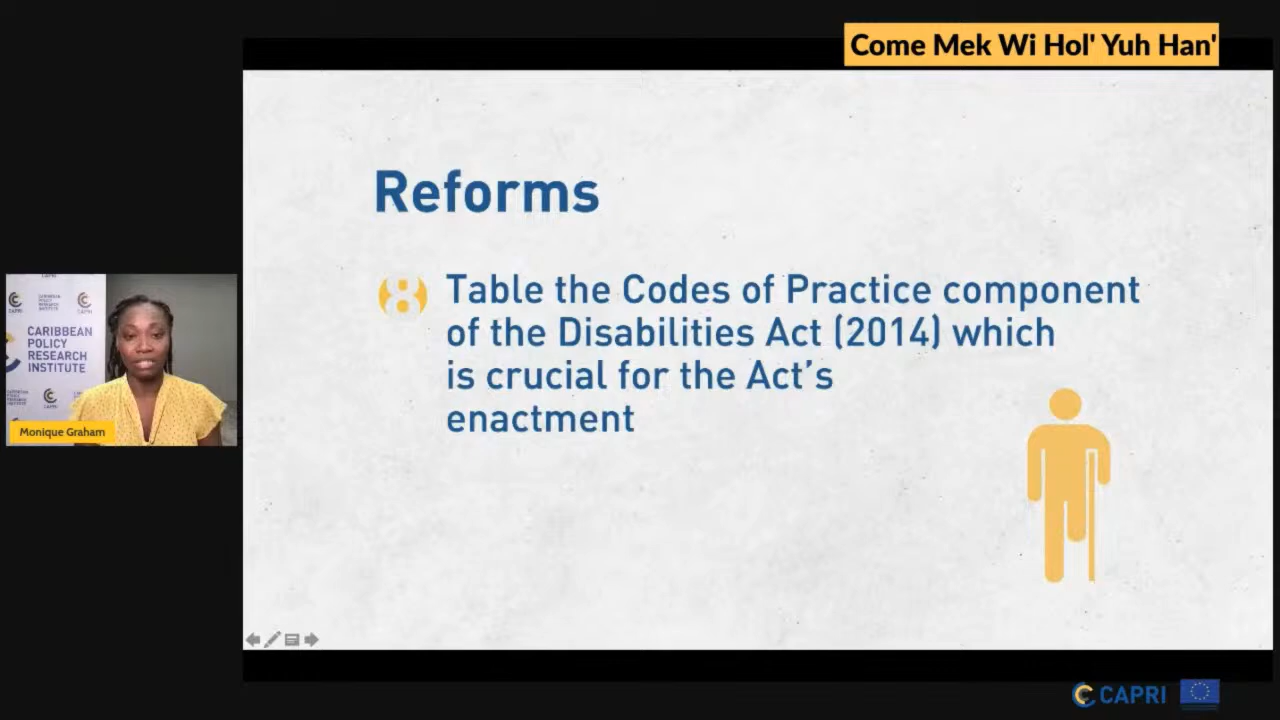 Come Mek Wi Hol' Yuh Han'
Reforms
8 Table the Codes of Practice component
of the Disabilities Act (2014) which
is crucial for the Act's
enactment
CARIBBEAN
POLICY
RESEARCH
INSTITUTE
Monique Graham
CAPRI